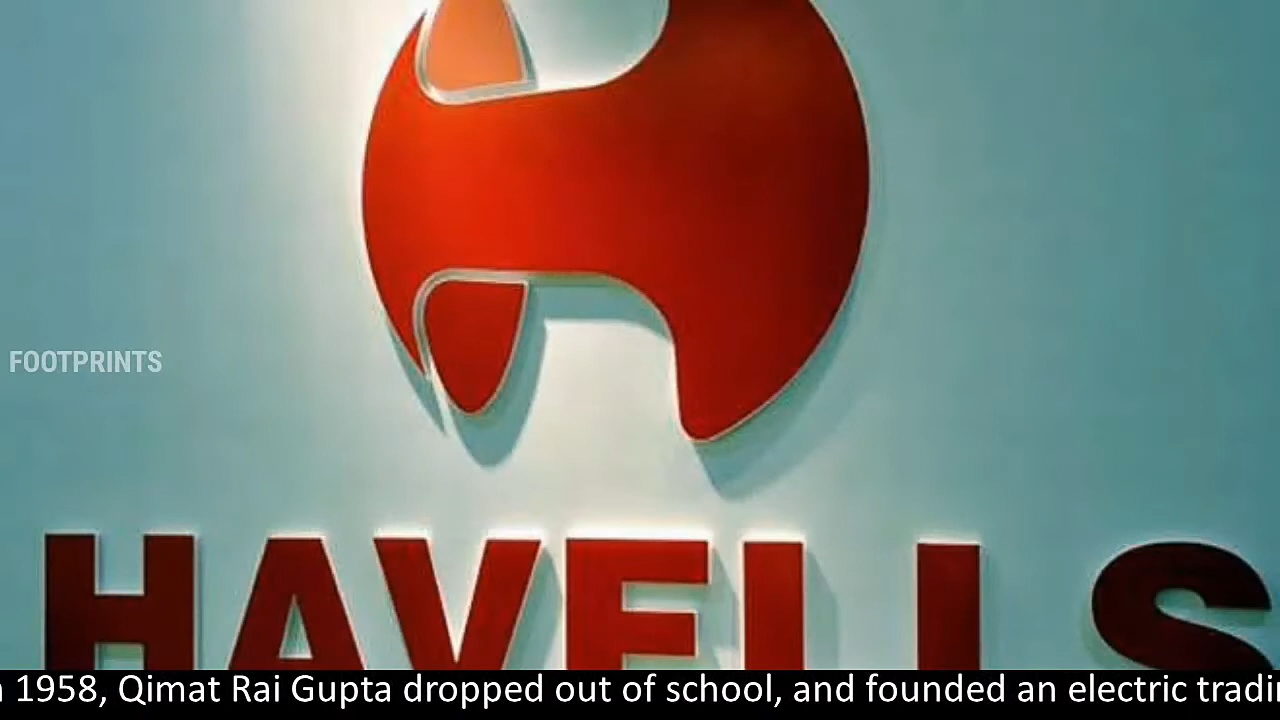 FOOTPRINTS
HAVELLS
1958, Qimat Rai Gupta dropped out of school, and founded an electric